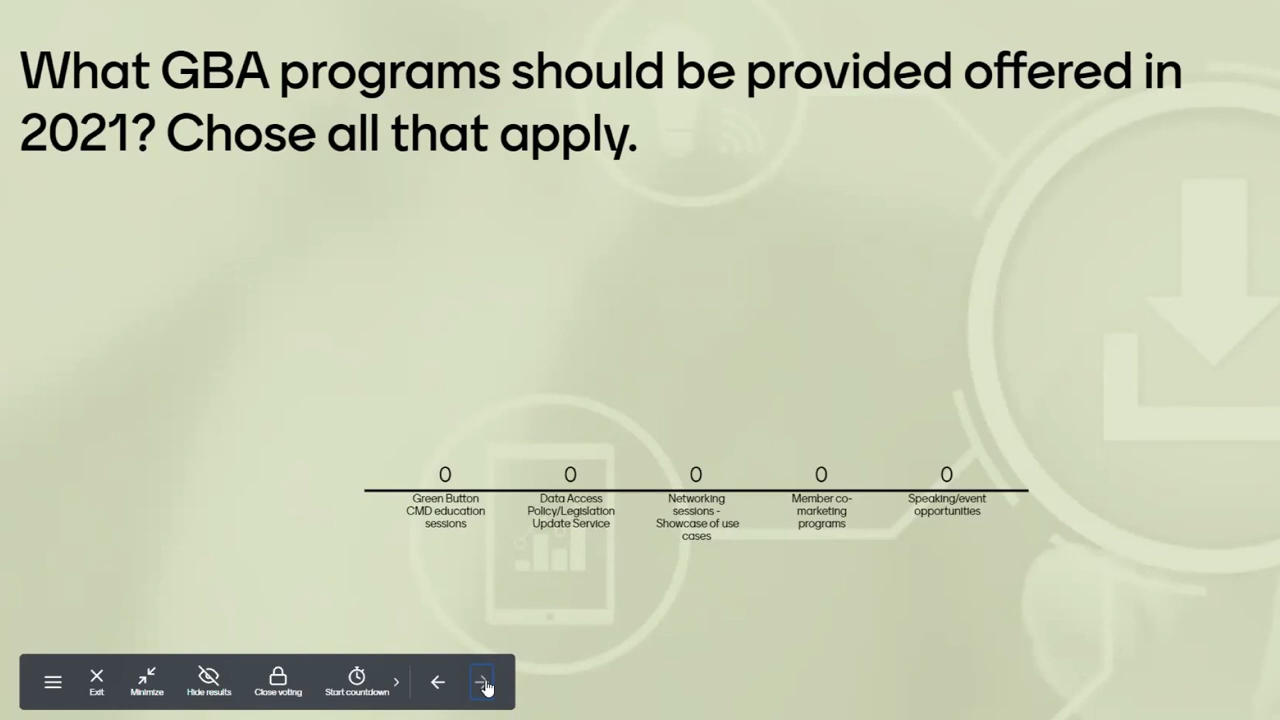 What GBA programs should be provided offered in
2021? Chose all that apply.
0 0 0 0 0
Green Button
CMD education
sessions
Data Access
Policy/Legislation
Update Service
Networking
sessions -
Showcase of use
cases
Member co-
marketing
programs
Speaking/event
opportunities
Exit
Minimize
Hide results
Close voting
Start countdown